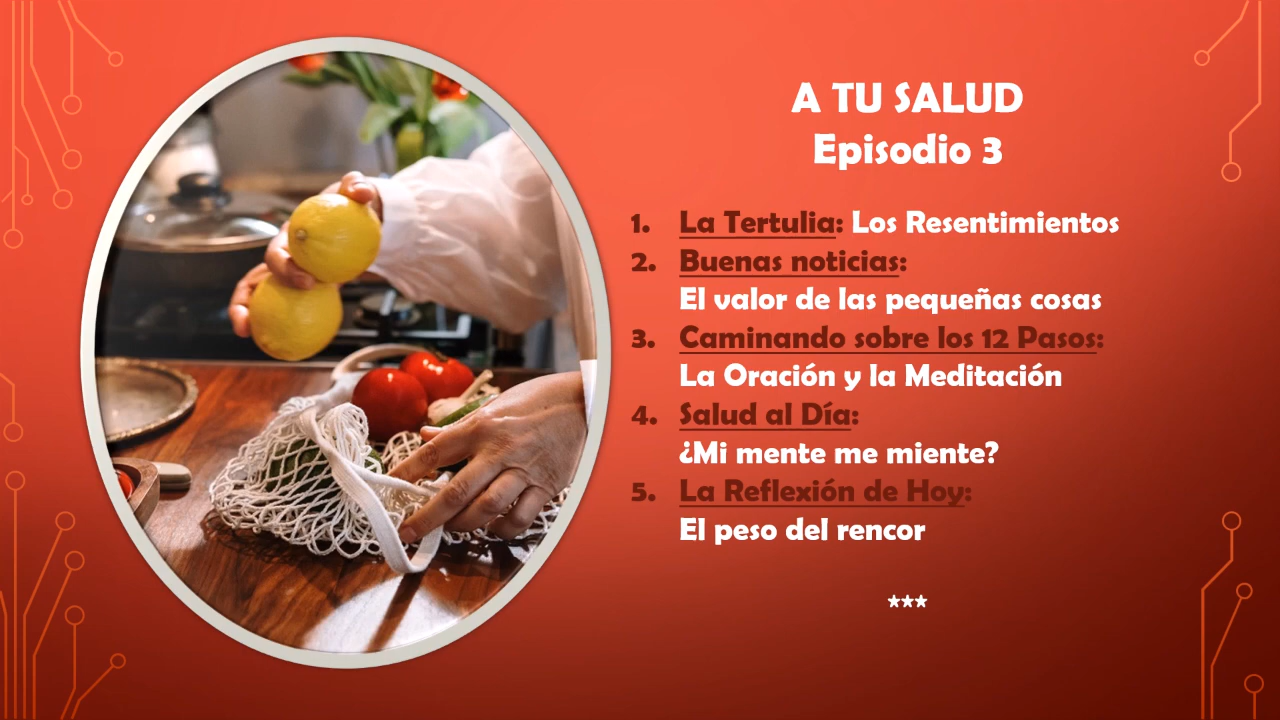 A TU SALUD
Episodio 3
1. La Tertulia: Los Resentimientos
2. Buenas noticias:
El valor de las pequeñas cosas
3. Caminando sobre los 12 Pasos:
La Oración y la Meditación
4. Salud al Día:
¿Mi mente me miente?
5. La Reflexión de Hoy:
El peso del rencor
***